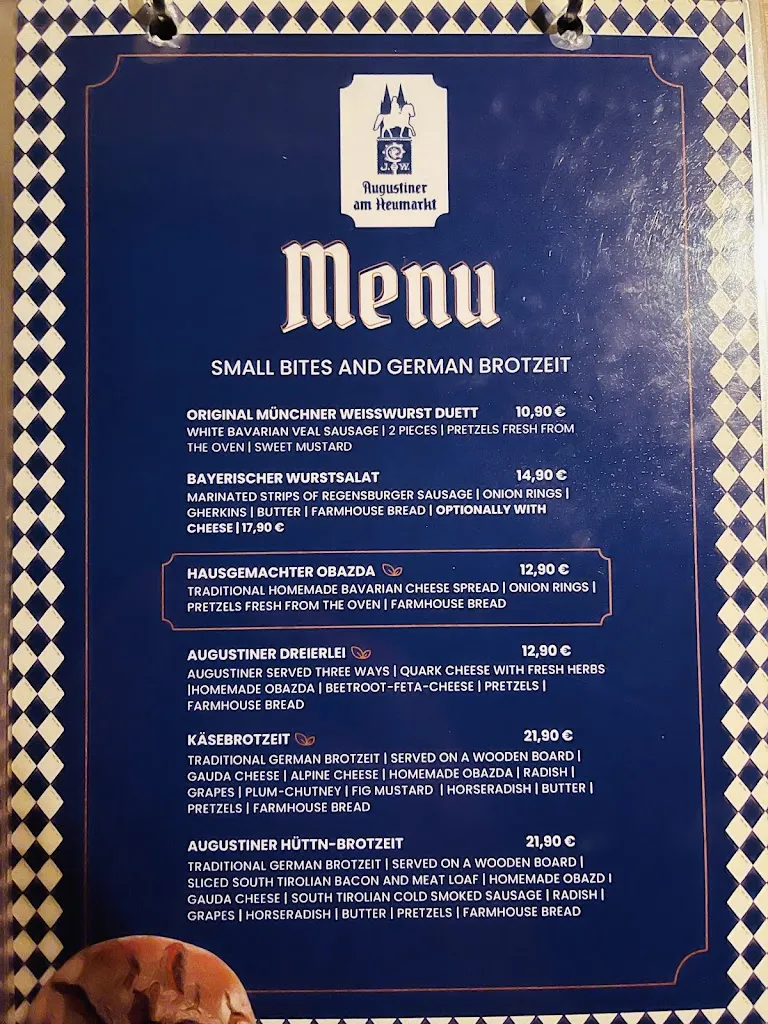 J. W.
Augustiner
am Heumarkt
Menu
SMALL BITES AND GERMAN BROTZEIT
ORIGINAL MÜNCHNER WEISSWURST DUETT 10,90 €
WHITE BAVARIAN VEAL SAUSAGE | 2 PIECES | PRETZELS FRESH FROM
THE OVEN | SWEET MUSTARD
BAYERISCHER WURSTSALAT 14,90 €
MARINATED STRIPS OF REGENSBURGER SAUSAGE | ONION RINGS |
GHERKINS | BUTTER | FARMHOUSE BREAD | OPTIONALLY WITH
CHEESE | 17,90 €
HAUSGEMACHTER OBAZDA 12,90 €
TRADITIONAL HOMEMADE BAVARIAN CHEESE SPREAD | ONION RINGS |
PRETZELS FRESH FROM THE OVEN | FARMHOUSE BREAD
AUGUSTINER DREIERLEI 12,90 €
AUGUSTINER SERVED THREE WAYS | QUARK CHEESE WITH FRESH HERBS
|HOMEMADE OBAZDA | BEETROOT-FETA-CHEESE | PRETZELS |
FARMHOUSE BREAD
KÄSEBROTZEIT 21,90 €
TRADITIONAL GERMAN BROTZEIT | SERVED ON A WOODEN BOARD |
GAUDA CHEESE | ALPINE CHEESE | HOMEMADE OBAZDA | RADISH |
GRAPES | PLUM-CHUTNEY | FIG MUSTARD | HORSERADISH | BUTTER |
PRETZELS | FARMHOUSE BREAD
AUGUSTINER HÜTTN-BROTZEIT 21,90 €
TRADITIONAL GERMAN BROTZEIT | SERVED ON A WOODEN BOARD |
SLICED SOUTH TIROLIAN BACON AND MEAT LOAF | HOMEMADE OBAZD I
GAUDA CHEESE | SOUTH TIROLIAN COLD SMOKED SAUSAGE | RADISH |
GRAPES | HORSERADISH | BUTTER | PRETZELS | FARMHOUSE BREAD